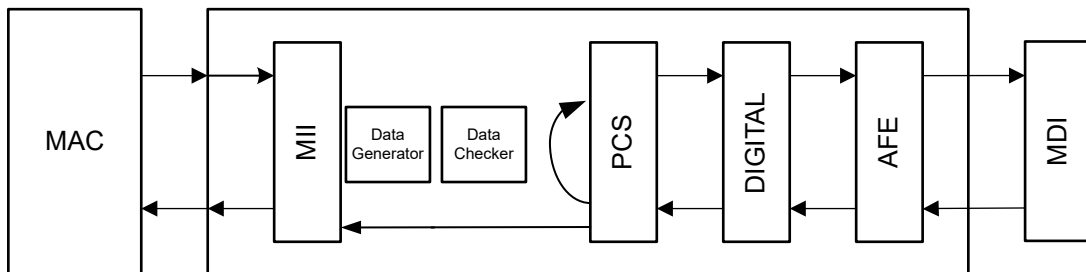 MAC
MII
Data
Generator
Data
Checker
PCS
DIGITAL
AFE
MDI